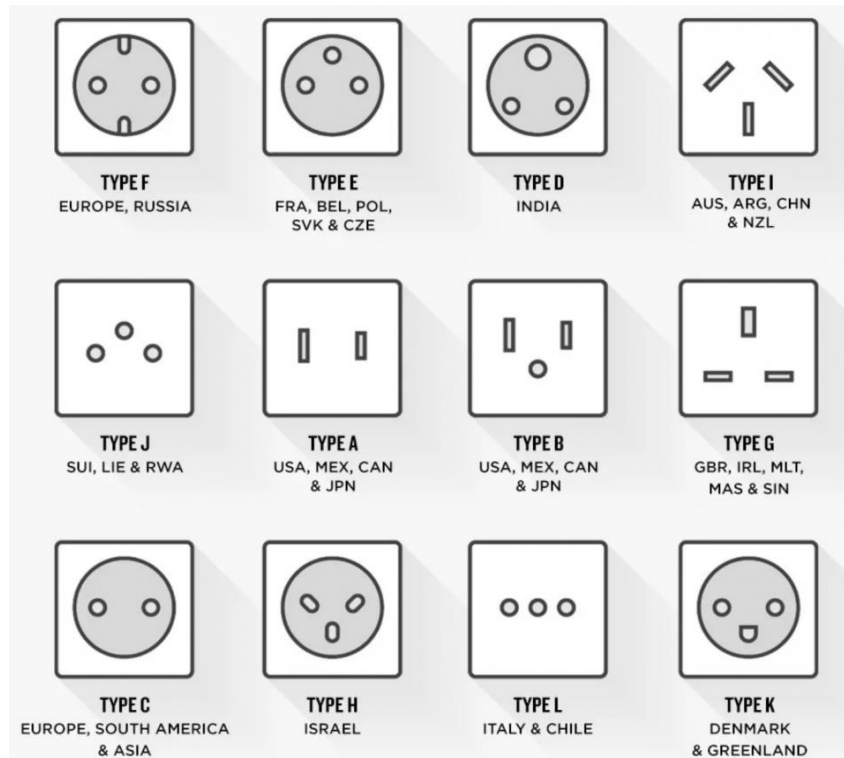 TYPE F
EUROPE, RUSSIA
TYPE E
FRA, BEL, POL,
SVK & CZE
TYPE D
INDIA
TYPE I
AUS, ARG, CHN
& NZL
TYPE J
SUI, LIE & RWA
TYPE A
USA, MEX, CAN
& JPN
TYPE B
USA, MEX, CAN
& JPN
TYPE G
GBR, IRL, MLT,
MAS & SIN
TYPE C
EUROPE, SOUTH AMERICA
& ASIA
TYPE H
ISRAEL
TYPE L
ITALY & CHILE
TYPE K
DENMARK
& GREENLAND